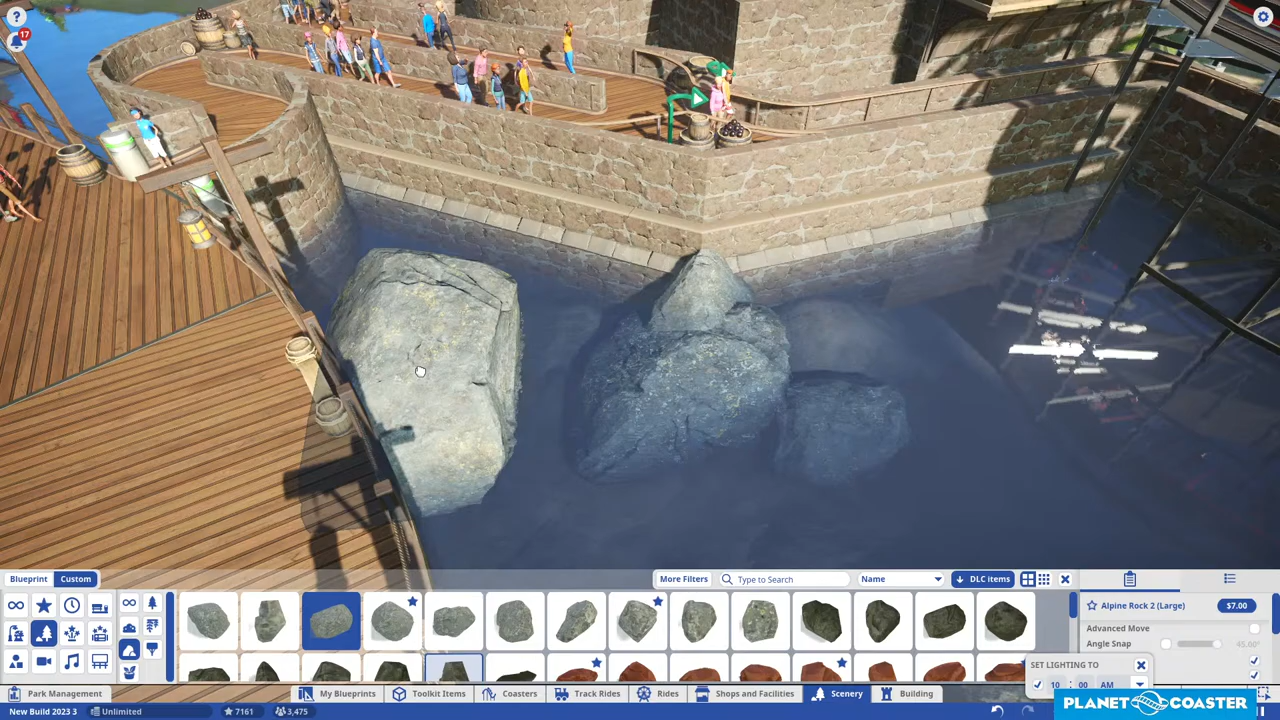 ?
17
Blueprint
Custom
More Filters
Type to Search
Name
DLC items
Alpine Rock 2 (Large)
$7.00
Advanced Move
Angle Snap
45.00°
SET LIGHTING TO
10 : 00 AM
Park Management
My Blueprints
Toolkit Items
Coasters
Track Rides
Rides
Shops and Facilities
Scenery
Building
New Build 2023 3
Unlimited
7161
3,475
PLANET COASTER